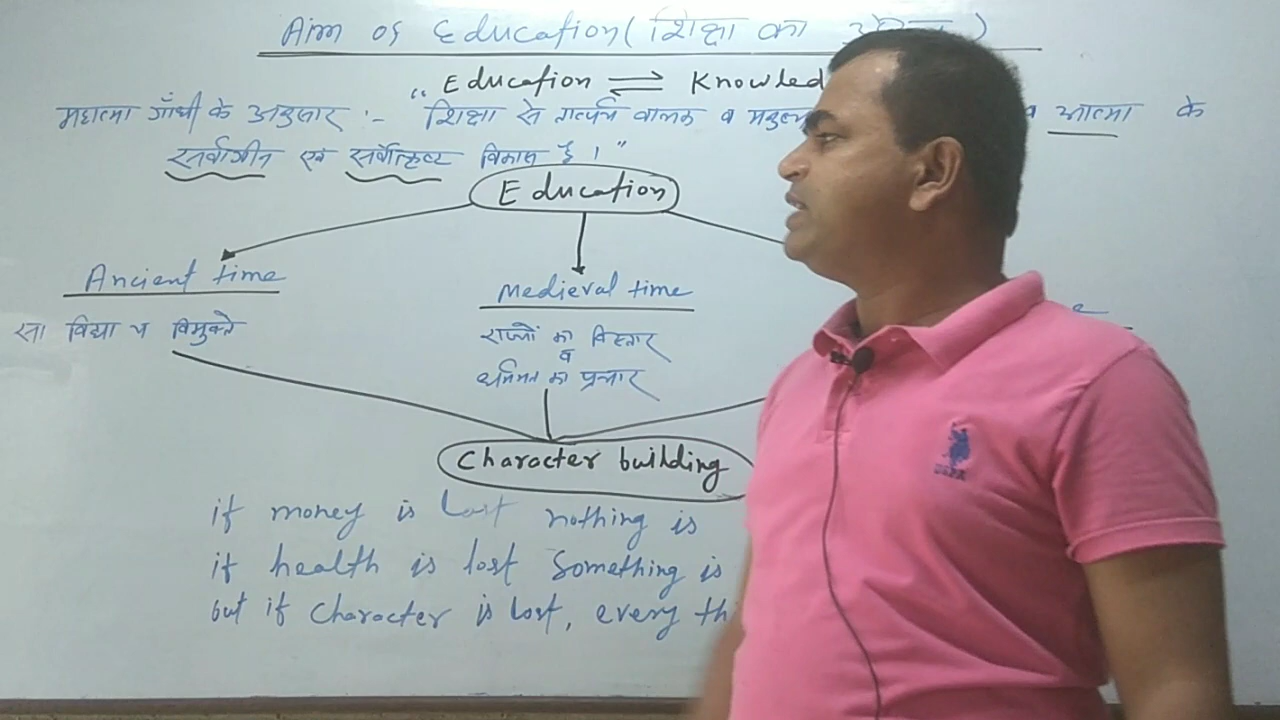 Aim of Education (शिक्षा का
"Education ⇌ Knowled
महात्मा गाँधी के अनुसार :- "शिक्षा से तात्पर्य बालक व मनुष्य व आत्मा के
सर्वांगीन एवं सर्वोत्कृष्ट विकास है।"
Education
Ancient time
Medieval time
सा विद्या य विमुक्ते
राज्यों का विस्तार
व
का प्रचार
Character building
if money is Lost nothing is
if health is lost Something is
but if Character is lost, every th
USPA